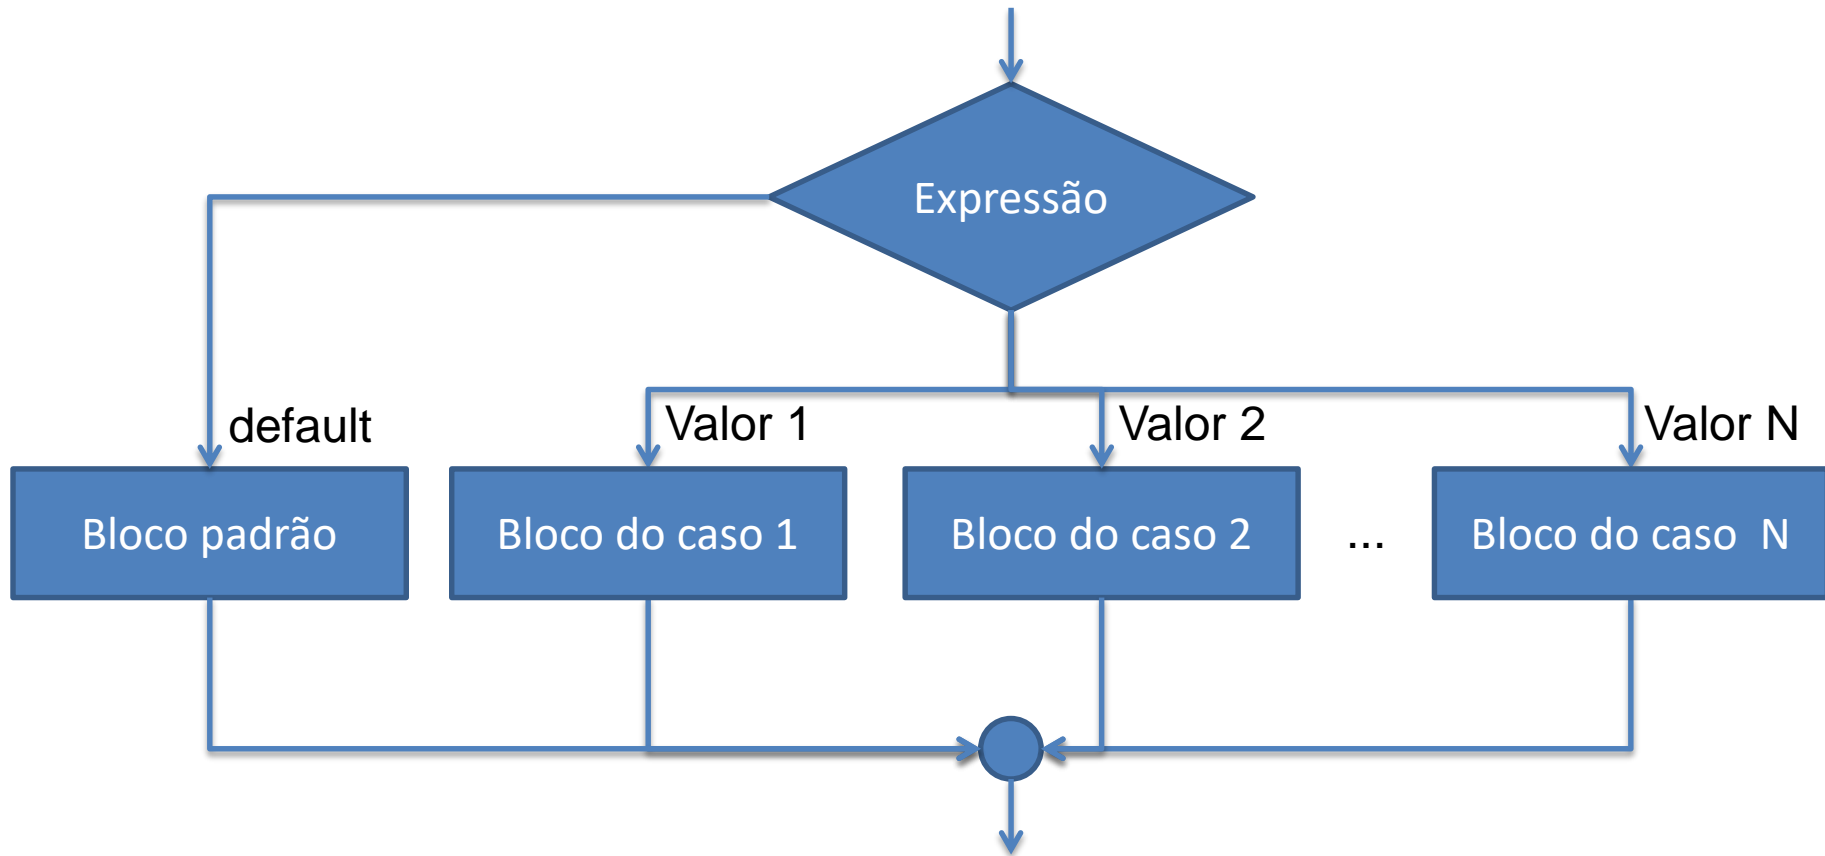 Expressão
default
Valor 1
Valor 2
Valor N
Bloco padrão
Bloco do caso 1
Bloco do caso 2
...
Bloco do caso  N